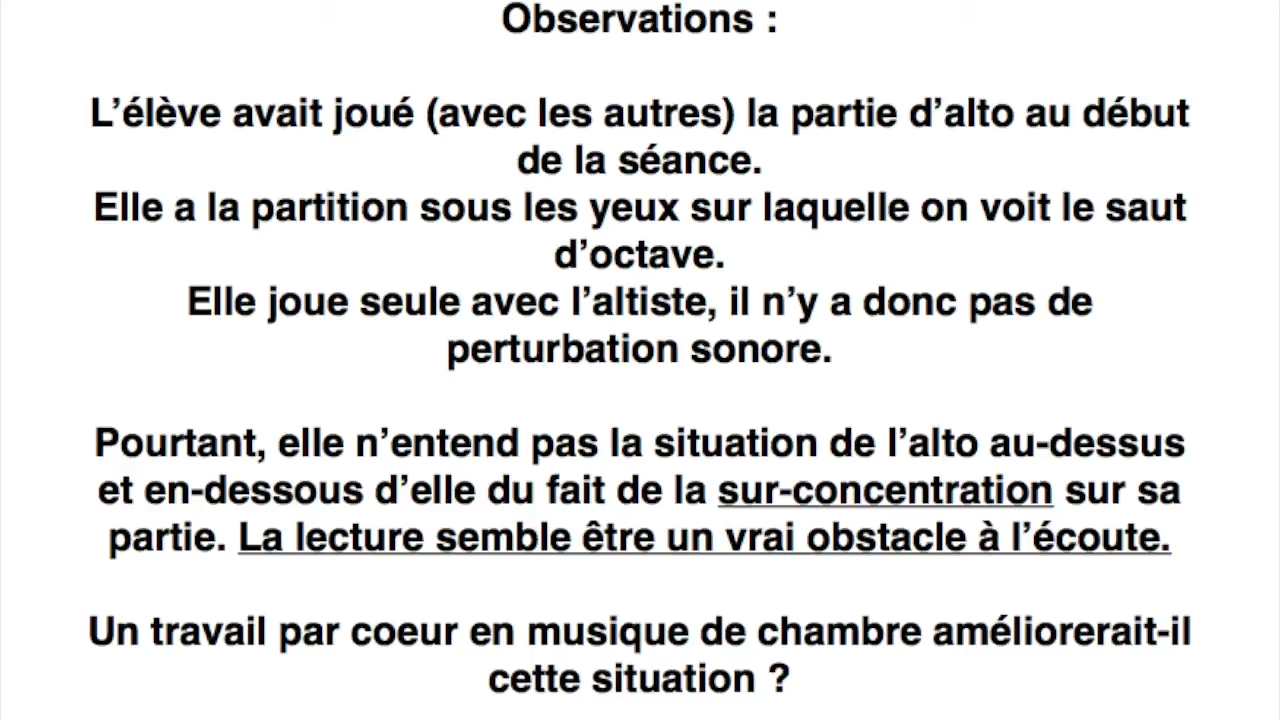 Observations :
L’élève avait joué (avec les autres) la partie d’alto au début
de la séance.
Elle a la partition sous les yeux sur laquelle on voit le saut
d’octave.
Elle joue seule avec l’altiste, il n’y a donc pas de
perturbation sonore.
Pourtant, elle n’entend pas la situation de l’alto au-dessus
et en-dessous d’elle du fait de la sur-concentration sur sa
partie. La lecture semble être un vrai obstacle à l’écoute.
Un travail par coeur en musique de chambre améliorerait-il
cette situation ?